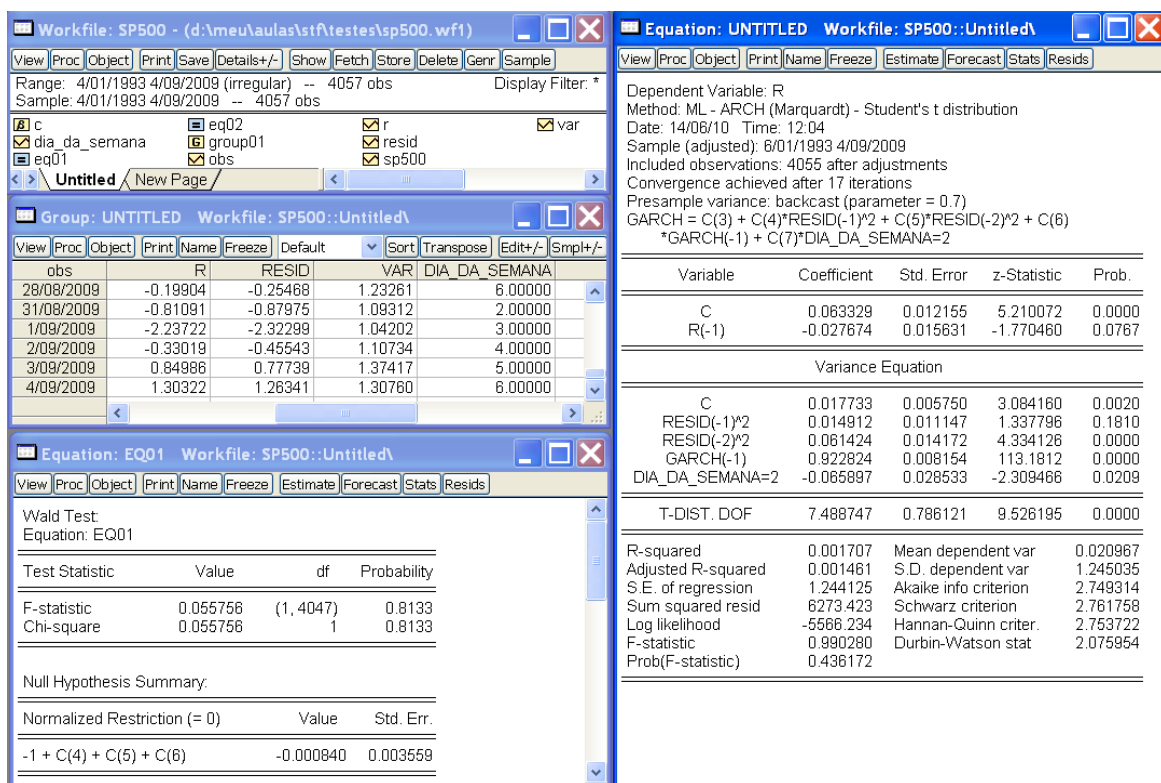 Workfile: SP500 - (d:\meu\aulas\stf\testes\sp500.wf1)
View Proc Object Print Save Details+/- Show Fetch Store Delete Genr Sample
Range: 4/01/1993 4/09/2009 (irregular) -- 4057 obs Display Filter: *
Sample: 4/01/1993 4/09/2009 -- 4057 obs
β c eq02 r var
dia_da_semana G group01 resid
eq01 obs sp500
Untitled New Page
Group: UNTITLED Workfile: SP500::Untitled\
View Proc Object Print Name Freeze Default Sort Transpose Edit+/- Smpl+/-
obs R RESID VAR DIA_DA_SEMANA
28/08/2009 -0.19904 -0.25468 1.23261 6.00000
31/08/2009 -0.81091 -0.87975 1.09312 2.00000
1/09/2009 -2.23722 -2.32299 1.04202 3.00000
2/09/2009 -0.33019 -0.45543 1.10734 4.00000
3/09/2009 0.84986 0.77739 1.37417 5.00000
4/09/2009 1.30322 1.26341 1.30760 6.00000
Equation: EQ01 Workfile: SP500::Untitled\
View Proc Object Print Name Freeze Estimate Forecast Stats Resids
Wald Test:
Equation: EQ01
Test Statistic Value df Probability
F-statistic 0.055756 (1, 4047) 0.8133
Chi-square 0.055756 1 0.8133
Null Hypothesis Summary:
Normalized Restriction (= 0) Value Std. Err.
-1 + C(4) + C(5) + C(6) -0.000840 0.003559
Equation: UNTITLED Workfile: SP500::Untitled\
View Proc Object Print Name Freeze Estimate Forecast Stats Resids
Dependent Variable: R
Method: ML - ARCH (Marquardt) - Student's t distribution
Date: 14/06/10 Time: 12:04
Sample (adjusted): 6/01/1993 4/09/2009
Included observations: 4055 after adjustments
Convergence achieved after 17 iterations
Presample variance: backcast (parameter = 0.7)
GARCH = C(3) + C(4)*RESID(-1)^2 + C(5)*RESID(-2)^2 + C(6)
*GARCH(-1) + C(7)*DIA_DA_SEMANA=2
Variable Coefficient Std. Error z-Statistic Prob.
C 0.063329 0.012155 5.210072 0.0000
R(-1) -0.027674 0.015631 -1.770460 0.0767
Variance Equation
C 0.017733 0.005750 3.084160 0.0020
RESID(-1)^2 0.014912 0.011147 1.337796 0.1810
RESID(-2)^2 0.061424 0.014172 4.334126 0.0000
GARCH(-1) 0.922824 0.008154 113.1812 0.0000
DIA_DA_SEMANA=2 -0.065897 0.028533 -2.309466 0.0209
T-DIST. DOF 7.488747 0.786121 9.526195 0.0000
R-squared 0.001707 Mean dependent var 0.020967
Adjusted R-squared 0.001461 S.D. dependent var 1.245035
S.E. of regression 1.244125 Akaike info criterion 2.749314
Sum squared resid 6273.423 Schwarz criterion 2.761758
Log likelihood -5566.234 Hannan-Quinn criter. 2.753722
F-statistic 0.990280 Durbin-Watson stat 2.075954
Prob(F-statistic) 0.436172